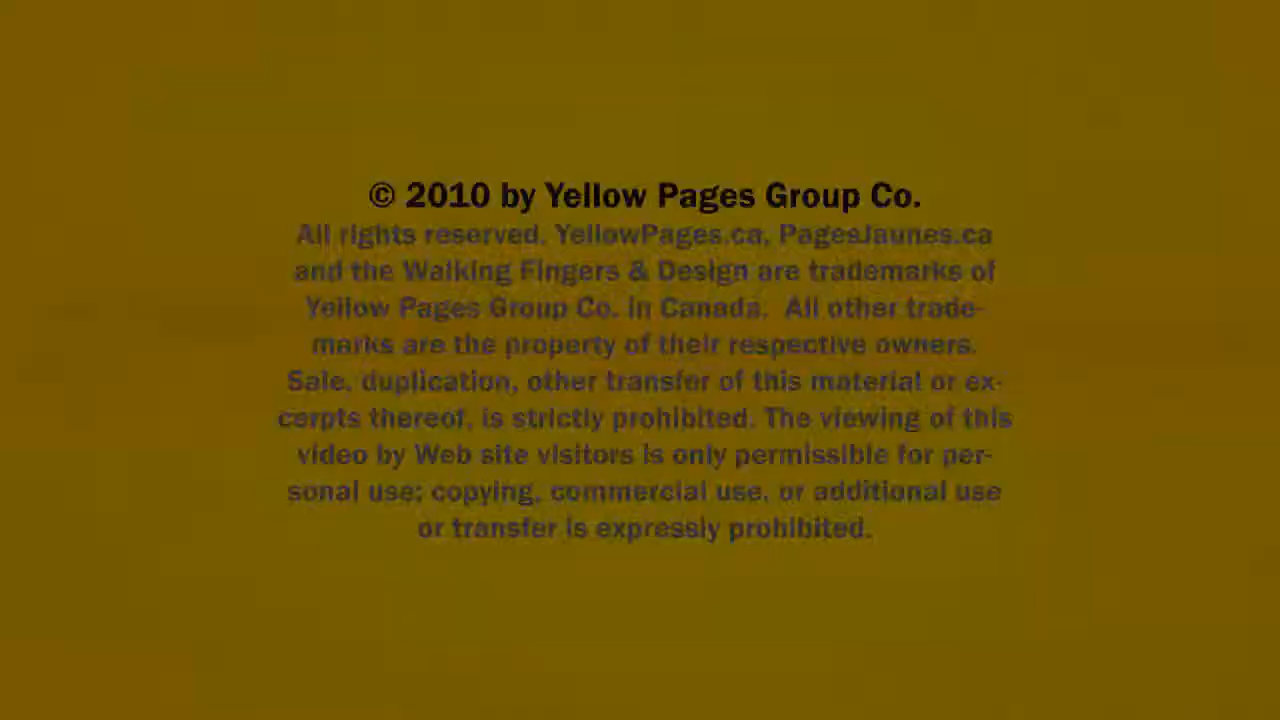 © 2010 by Yellow Pages Group Co.
All rights reserved. YellowPages.ca, PagesJaunes.ca
and the Walking Fingers & Design are trademarks of
Yellow Pages Group Co. in Canada.  All other trade-
marks are the property of their respective owners.
Sale, duplication, other transfer of this material or ex-
cerpts thereof, is strictly prohibited. The viewing of this
video by Web site visitors is only permissible for per-
sonal use; copying, commercial use, or additional use
or transfer is expressly prohibited.